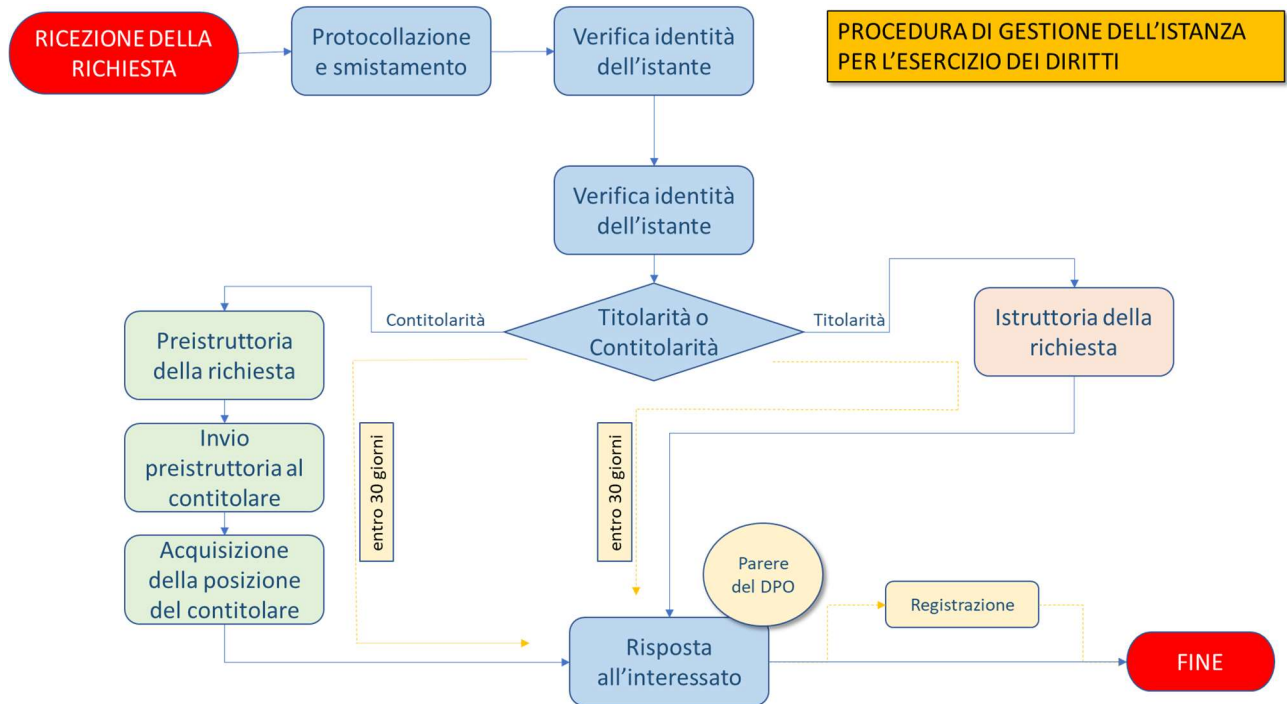 RICEZIONE DELLA
RICHIESTA
Protocollazione
e smistamento
Verifica identità
dell'istante
PROCEDURA DI GESTIONE DELL'ISTANZA
PER L'ESERCIZIO DEI DIRITTI
Verifica identità
dell'istante
Contitolarità
Titolarità o
Contitolarità
Titolarità
Istruttoria della
richiesta
Preistruttoria
della richiesta
Invio
preistruttoria al
contitolare
entro 30 giorni
entro 30 giorni
Acquisizione
della posizione
del contitolare
Parere
del DPO
Registrazione
Risposta
all'interessato
FINE